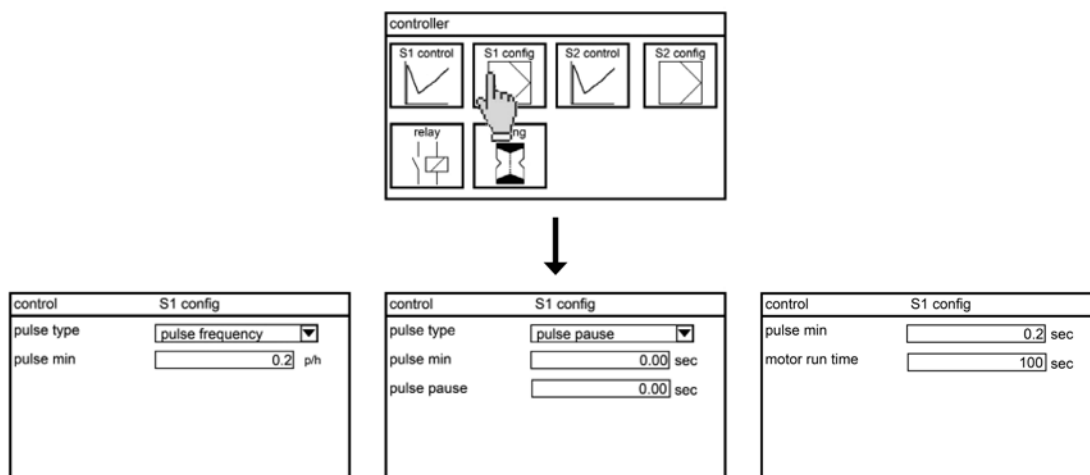 controller
S1 control S1 config S2 control S2 config
relay
control S1 config
pulse type pulse frequency
pulse min 0.2 p/h
control S1 config
pulse type pulse pause
pulse min 0.00 sec
pulse pause 0.00 sec
control S1 config
pulse min 0.2 sec
motor run time 100 sec